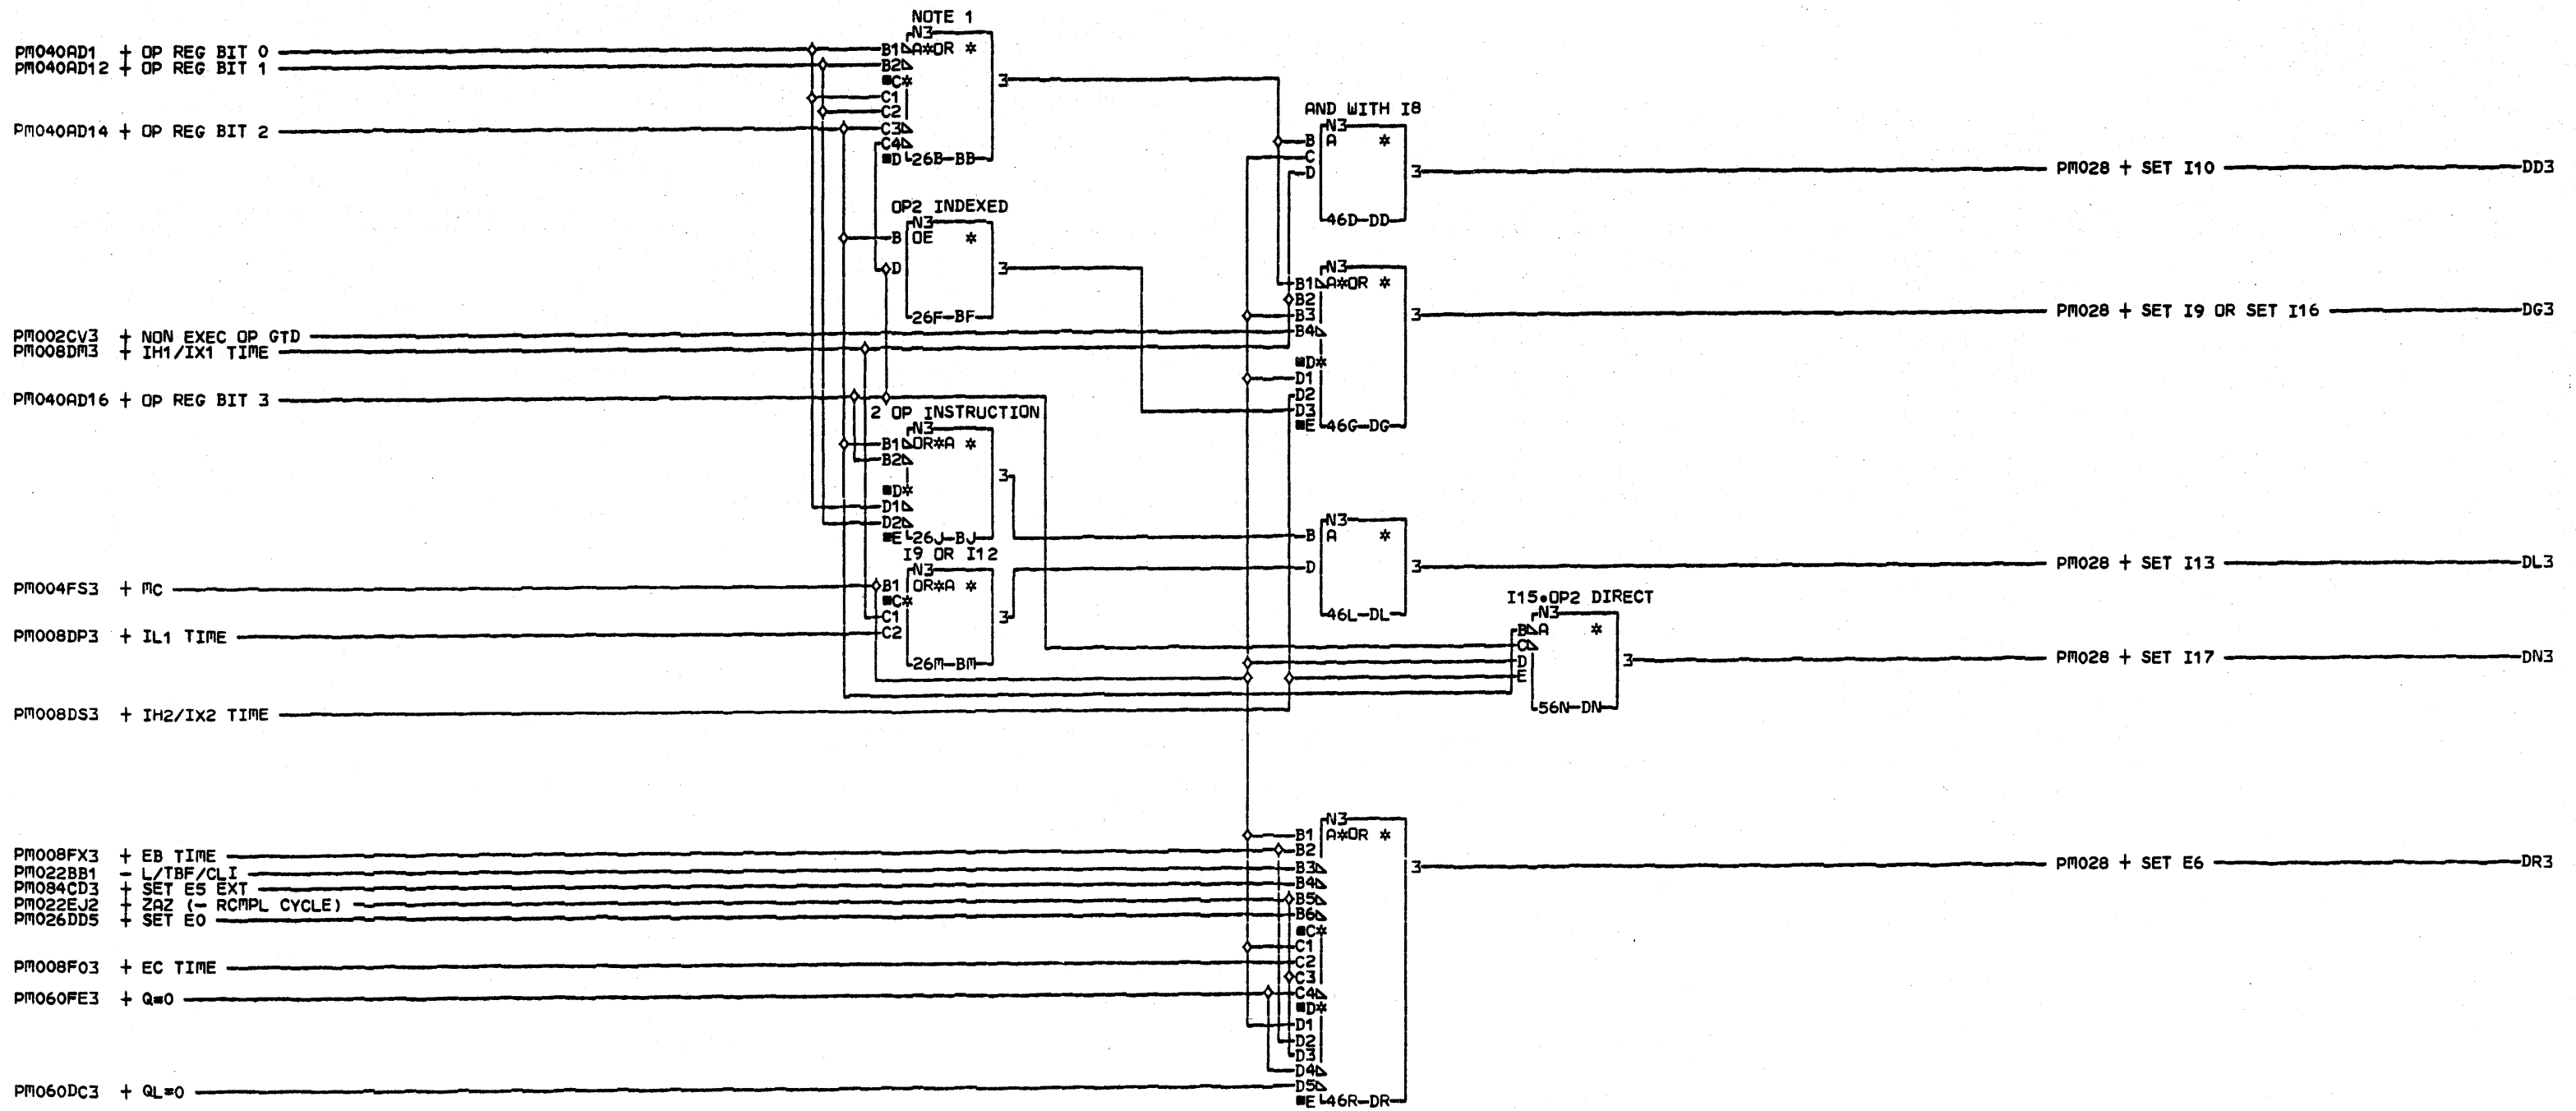 NOTE 1
PM040AD1 + OP REG BIT 0
PM040AD12 + OP REG BIT 1
PM040AD14 + OP REG BIT 2
N3
B1 A*OR *
B2
■C*
C1
C2
C3
C4
■D 26B-BB
3
AND WITH I8
N3
B A *
C
D
3
46D-DD
PM028 + SET I10 DD3
OP2 INDEXED
N3
B OE *
D
3
26F-BF
N3
B1 A*OR *
B2
B3
B4
■D*
D1
D2
D3
■E 46G-DG
3
PM028 + SET I9 OR SET I16 DG3
PM002CV3 + NON EXEC OP GTD
PM008DM3 + IH1/IX1 TIME
PM040AD16 + OP REG BIT 3
2 OP INSTRUCTION
N3
B1 OR*A *
B2
■D*
D1
D2
■E 26J-BJ
3
I9 OR I12
N3
B1 OR*A *
■C*
C1
C2
3
26M-BM
N3
B A *
D
3
46L-DL
PM028 + SET I13 DL3
PM004FS3 + MC
PM008DP3 + IL1 TIME
I15•OP2 DIRECT
N3
B A *
C
D
E
3
56N-DN
PM028 + SET I17 DN3
PM008DS3 + IH2/IX2 TIME
PM008FX3 + EB TIME
PM022BB1 - L/TBF/CLI
PM084CD3 + SET E5 EXT
PM022EJ2 + ZAZ (- RCMPL CYCLE)
PM026DD5 + SET E0
PM008F03 + EC TIME
PM060FE3 + Q=0
PM060DC3 + QL=0
N3
B1 A*OR *
B2
B3
B4
B5
B6
■C*
C1
C2
C3
C4
■D*
D1
D2
D3
D4
D5
■E 46R-DR
3
PM028 + SET E6 DR3